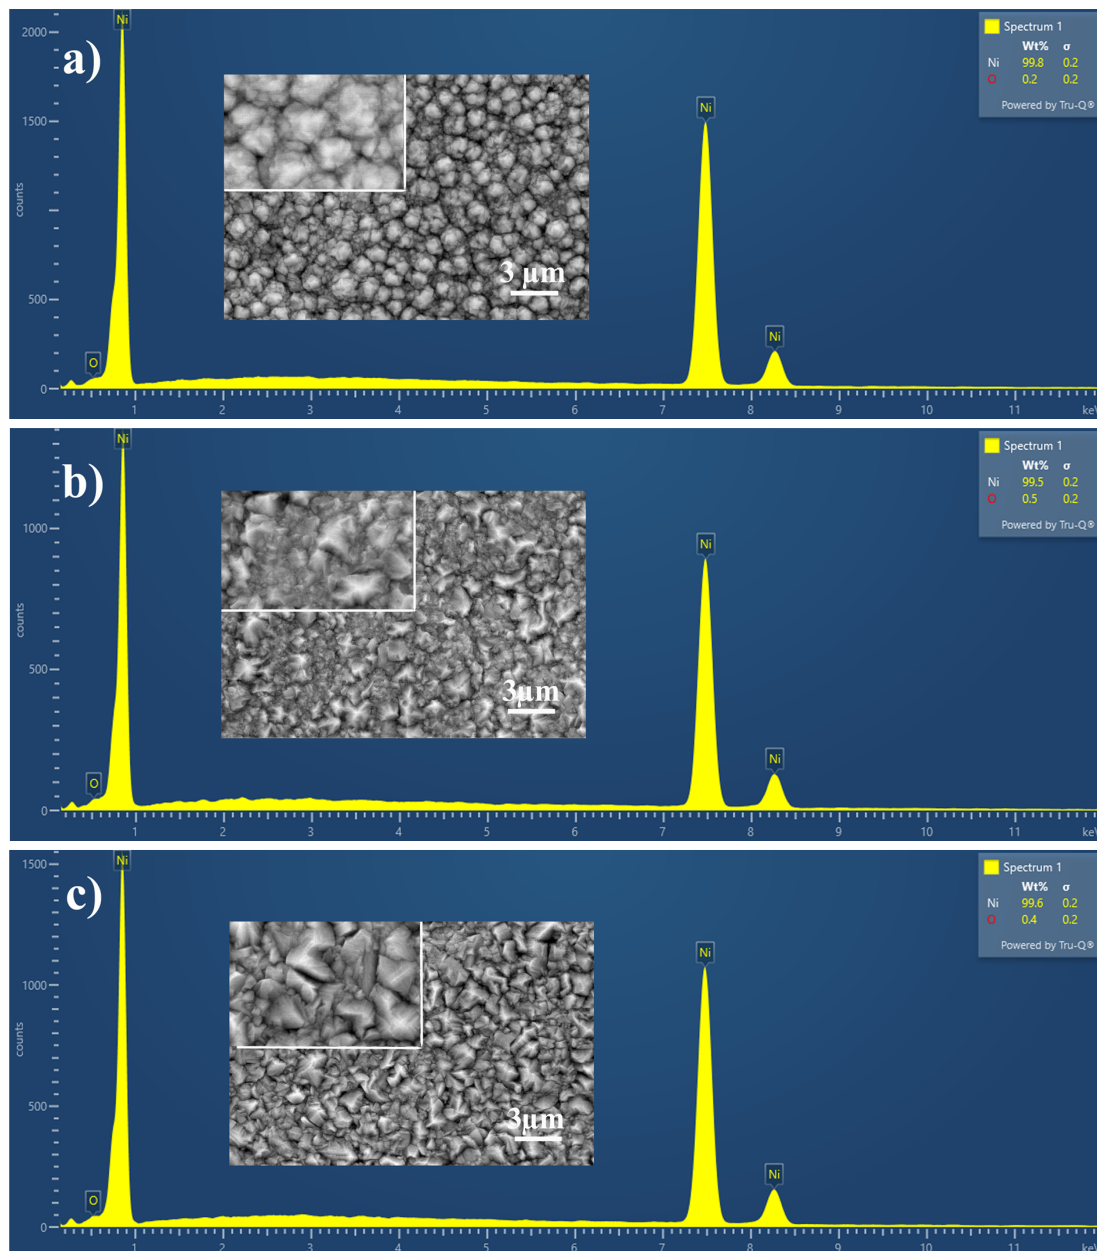 a)
Ni
2000
1500
1000
500
0
counts
O
Ni
Ni
3 µm
Spectrum 1
Wt% σ
Ni 99.8 0.2
O 0.2 0.2
Powered by Tru-Q®
1 2 3 4 5 6 7 8 9 10 11 keV
b)
Ni
1000
500
0
counts
O
Ni
Ni
3µm
Spectrum 1
Wt% σ
Ni 99.5 0.2
O 0.5 0.2
Powered by Tru-Q®
1 2 3 4 5 6 7 8 9 10 11 keV
c)
Ni
1500
1000
500
0
counts
O
Ni
Ni
3µm
Spectrum 1
Wt% σ
Ni 99.6 0.2
O 0.4 0.2
Powered by Tru-Q®
1 2 3 4 5 6 7 8 9 10 11 keV